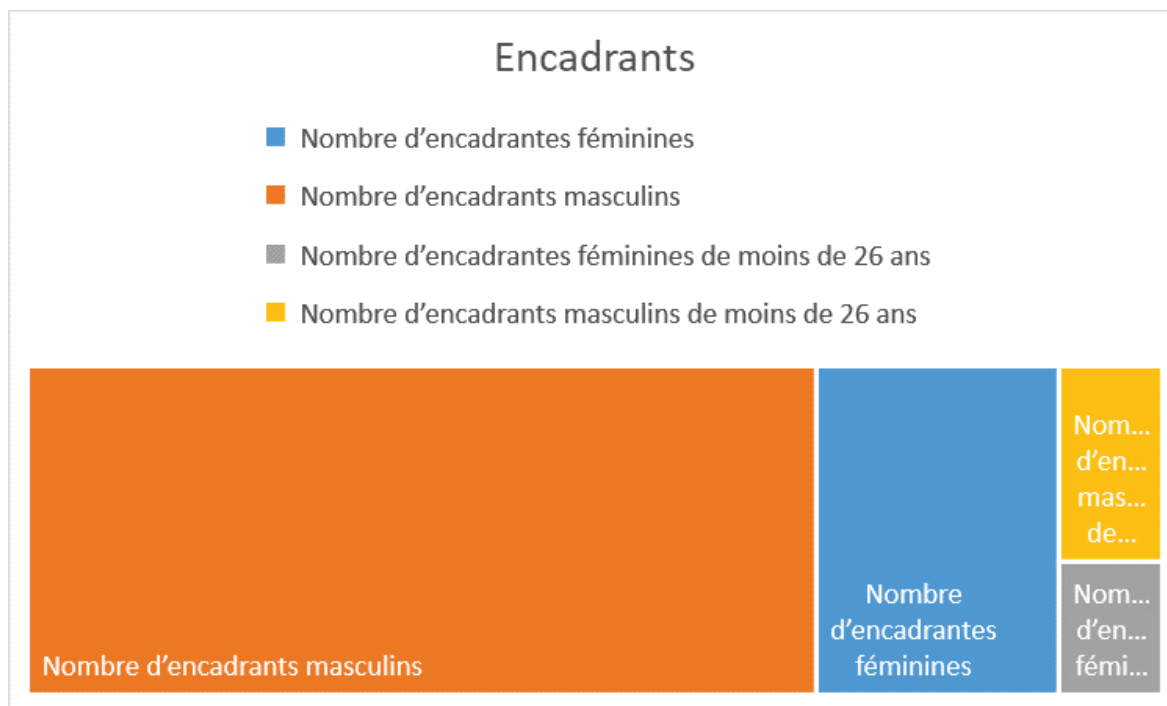 Encadrants
Nombre d’encadrantes féminines
Nombre d’encadrants masculins
Nombre d’encadrantes féminines de moins de 26 ans
Nombre d’encadrants masculins de moins de 26 ans
Nombre d’encadrants masculins
Nombre
d’encadrantes
féminines
Nom...
d’en...
mas...
de...
Nom...
d’en...
fémi...